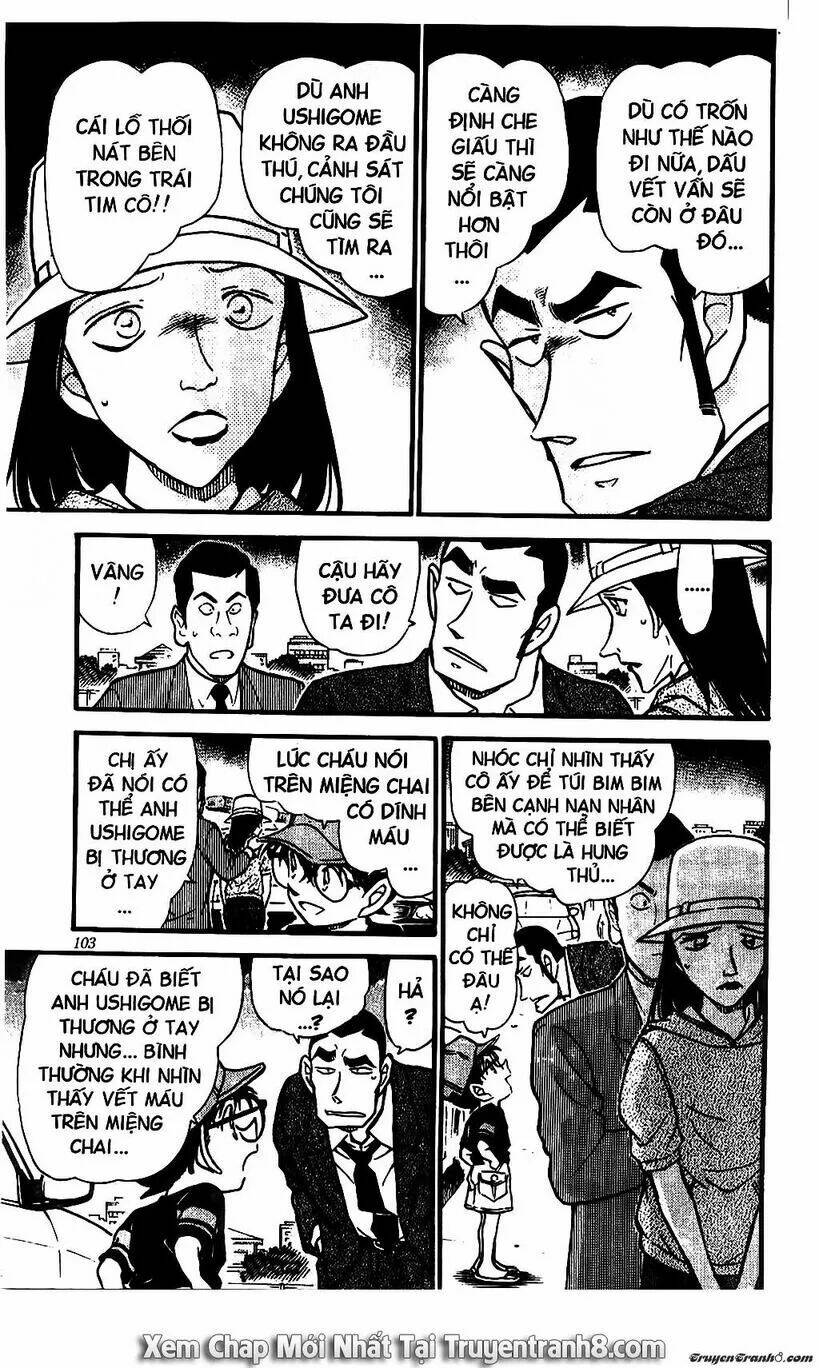 DÙ CÓ TRỐN
NHƯ THẾ NÀO
ĐI NỮA, DẤU
VẾT VẪN SẼ
CÒN Ở ĐÂU
ĐÓ...
CÀNG
ĐỊNH CHE
GIẤU THÌ
SẼ CÀNG
NỔI BẬT
HƠN
THÔI
...
DÙ ANH
USHIGOME
KHÔNG RA ĐẦU
THÚ, CẢNH SÁT
CHÚNG TÔI
CŨNG SẼ
TÌM RA
...
CÁI LỖ THỐI
NÁT BÊN
TRONG TRÁI
TIM CÔ!!
......
CẬU HÃY
ĐƯA CÔ
TA ĐI!
VÂNG
!
NHÓC CHỈ NHÌN THẤY
CÔ ẤY ĐỂ TÚI BIM BIM
BÊN CẠNH NẠN NHÂN
MÀ CÓ THỂ BIẾT
ĐƯỢC LÀ HUNG
THỦ...
KHÔNG
CHỈ
CÓ THẾ
ĐÂU
Ạ!
LÚC CHÁU NÓI
TRÊN MIỆNG CHAI
CÓ DÍNH
MÁU
CHỊ ẤY
ĐÃ NÓI CÓ
THỂ ANH
USHIGOME
BỊ THƯƠNG
Ở TAY
...
103
HẢ
?
TẠI SAO
NÓ LẠI
...?
CHÁU ĐÃ BIẾT
ANH USHIGOME BỊ
THƯƠNG Ở TAY
NHƯNG... BÌNH
THƯỜNG KHI NHÌN
THẤY VẾT MÁU
TRÊN MIỆNG
CHAI...
Xem Chap Mới Nhất Tại Truyentranh8.com
TruyenTranh8.com